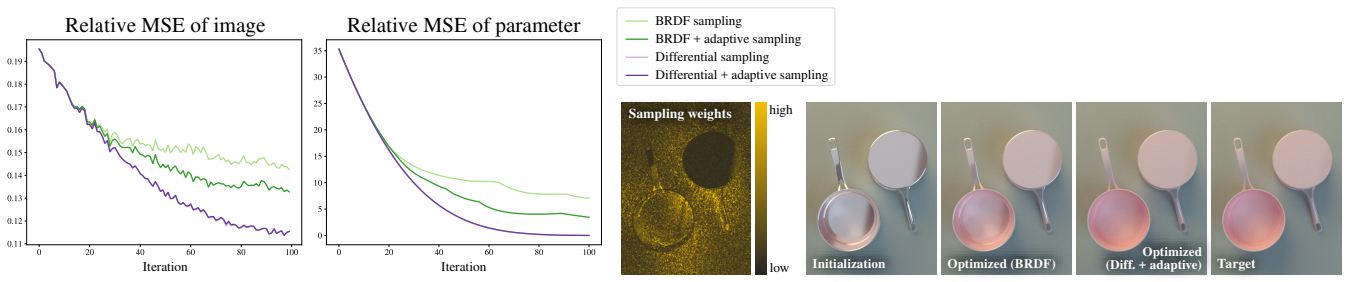 Relative MSE of image
0.19
0.18
0.17
0.16
0.15
0.14
0.13
0.12
0.11
0
20
40
60
80
100
Iteration
Relative MSE of parameter
35
30
25
20
15
10
5
0
0
20
40
60
80
100
Iteration
BRDF sampling
BRDF + adaptive sampling
Differential sampling
Differential + adaptive sampling
Sampling weights
high
low
Initialization
Optimized (BRDF)
Optimized
(Diff. + adaptive)
Target